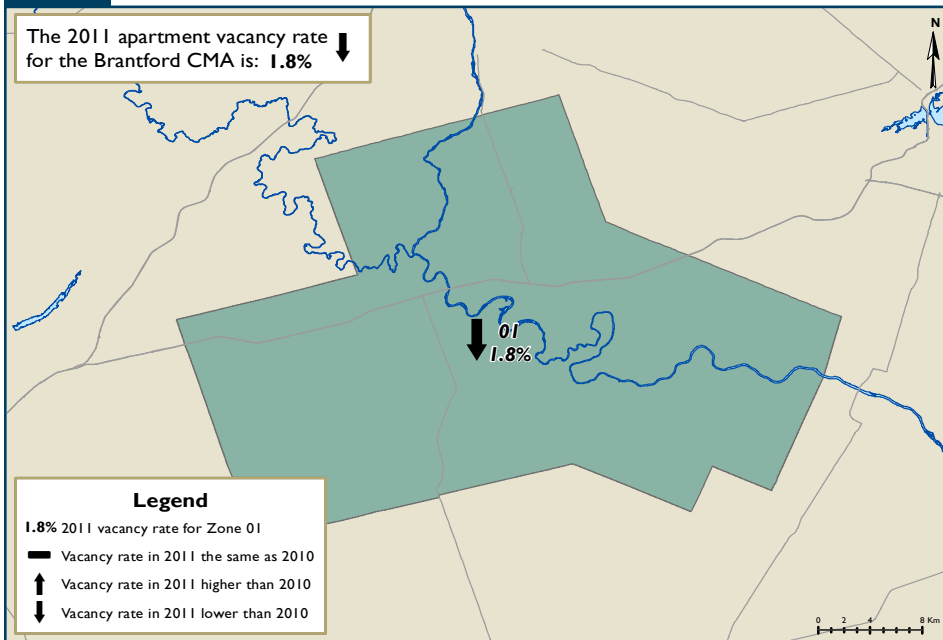 The 2011 apartment vacancy rate
for the Brantford CMA is: 1.8%
N
01
1.8%
Legend
1.8% 2011 vacancy rate for Zone 01
Vacancy rate in 2011 the same as 2010
Vacancy rate in 2011 higher than 2010
Vacancy rate in 2011 lower than 2010
0 2 4 8 Km